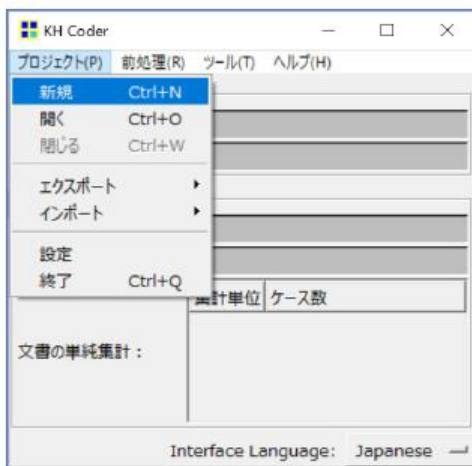 KH Coder
プロジェクト(P) 前処理(R) ツール(T) ヘルプ(H)
新規 Ctrl+N
開く Ctrl+O
閉じる Ctrl+W
エクスポート
インポート
設定
終了 Ctrl+Q
集計単位 ケース数
文書の単純集計：
Interface Language: Japanese